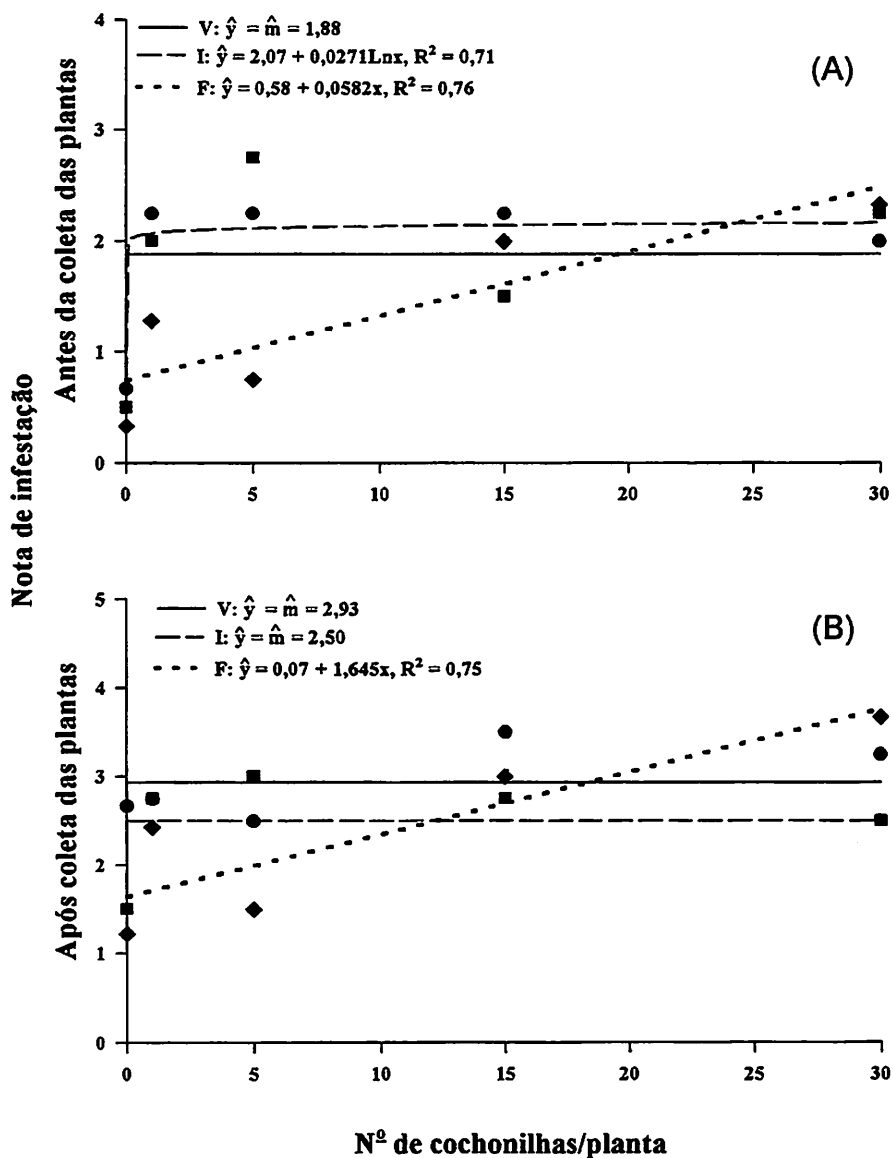 V: ŷ = m̂ = 1,88
I: ŷ = 2,07 + 0,0271Lnx, R² = 0,71
F: ŷ = 0,58 + 0,0582x, R² = 0,76
(A)
Nota de infestação
Antes da coleta das plantas
4
3
2
1
0
0 5 10 15 20 25 30
V: ŷ = m̂ = 2,93
I: ŷ = m̂ = 2,50
F: ŷ = 0,07 + 1,645x, R² = 0,75
(B)
Após coleta das plantas
5
4
3
2
1
0
0 5 10 15 20 25 30
Nº de cochonilhas/planta